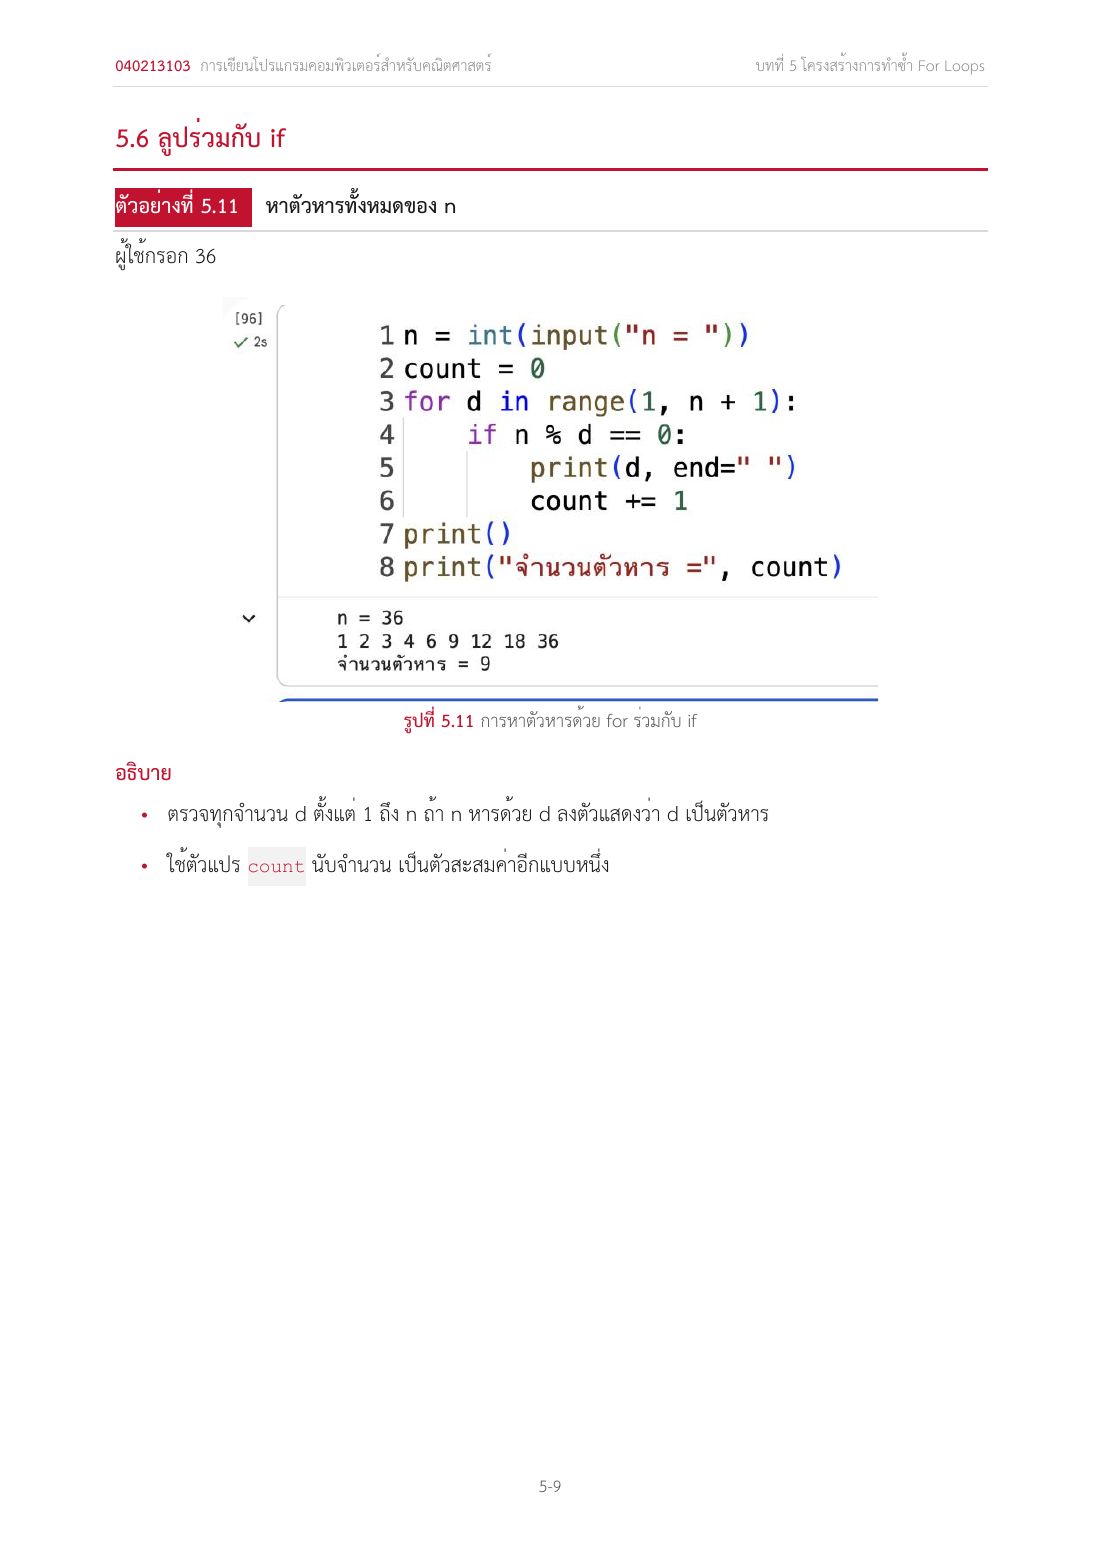 040213103 การเขียนโปรแกรมคอมพิวเตอร์สำหรับคณิตศาสตร์ บทที่ 5 โครงสร้างการทำซ้ำ For Loops
5.6 ลูปร่วมกับ if
ตัวอย่างที่ 5.11 หาตัวหารทั้งหมดของ n
ผู้ใช้กรอก 36
[96]
2s
1 n = int(input("n = "))
2 count = 0
3 for d in range(1, n + 1):
4     if n % d == 0:
5         print(d, end=" ")
6         count += 1
7 print()
8 print("จำนวนตัวหาร =", count)
n = 36
1 2 3 4 6 9 12 18 36
จำนวนตัวหาร = 9
รูปที่ 5.11 การหาตัวหารด้วย for ร่วมกับ if
อธิบาย
• ตรวจทุกจำนวน d ตั้งแต่ 1 ถึง n ถ้า n หารด้วย d ลงตัวแสดงว่า d เป็นตัวหาร
• ใช้ตัวแปร count นับจำนวน เป็นตัวสะสมค่าอีกแบบหนึ่ง
5-9